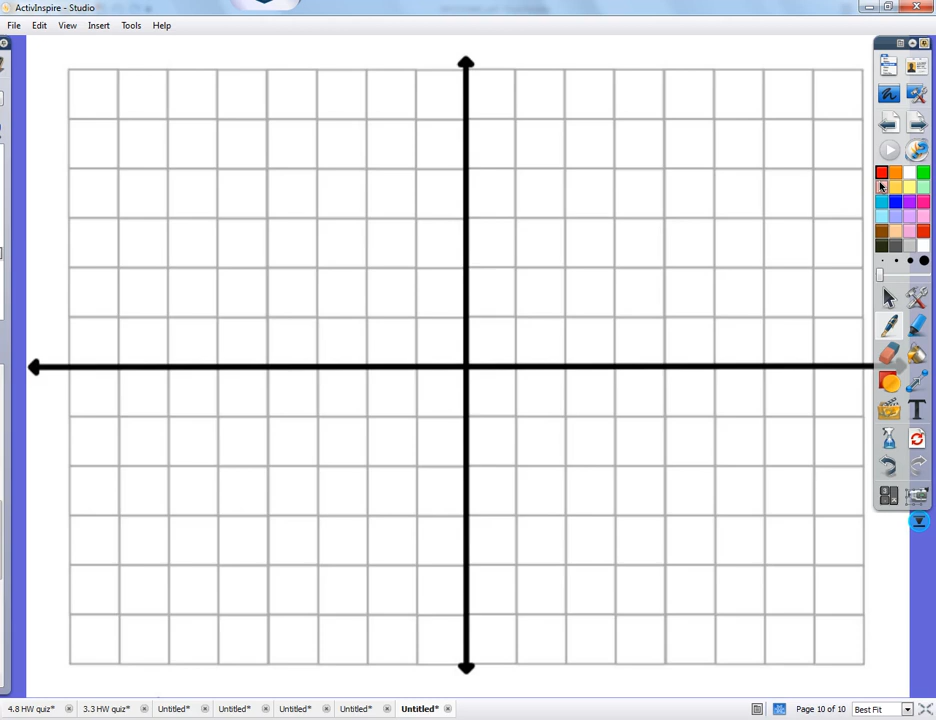 ActivInspire - Studio
File Edit View Insert Tools Help
T
4.8 HW quiz* 3.3 HW quiz* Untitled* Untitled* Untitled* Untitled* Untitled* Page 10 of 10 Best Fit